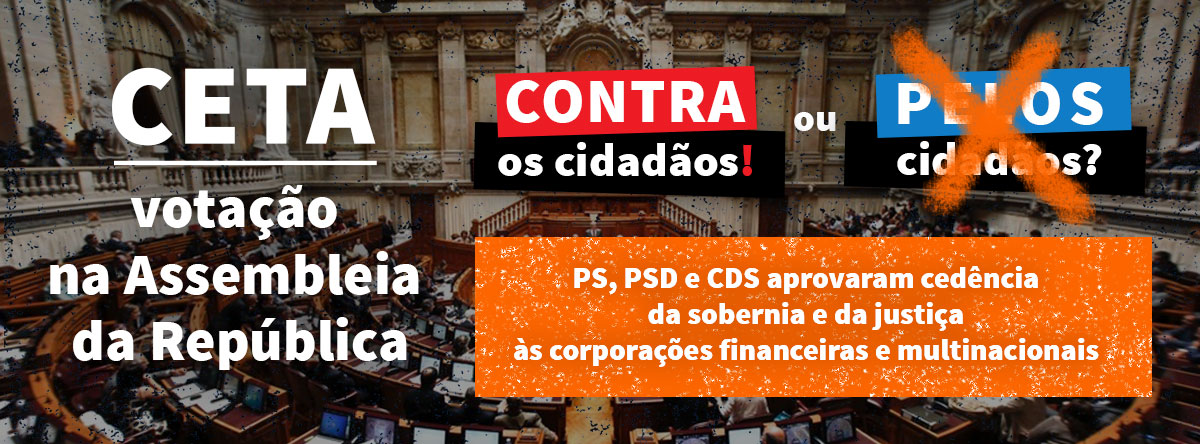 CETA
votação
na Assembleia
da República
CONTRA
os cidadãos!
ou
PELOS
cidadãos?
PS, PSD e CDS aprovaram cedência
da sobernia e da justiça
às corporações financeiras e multinacionais